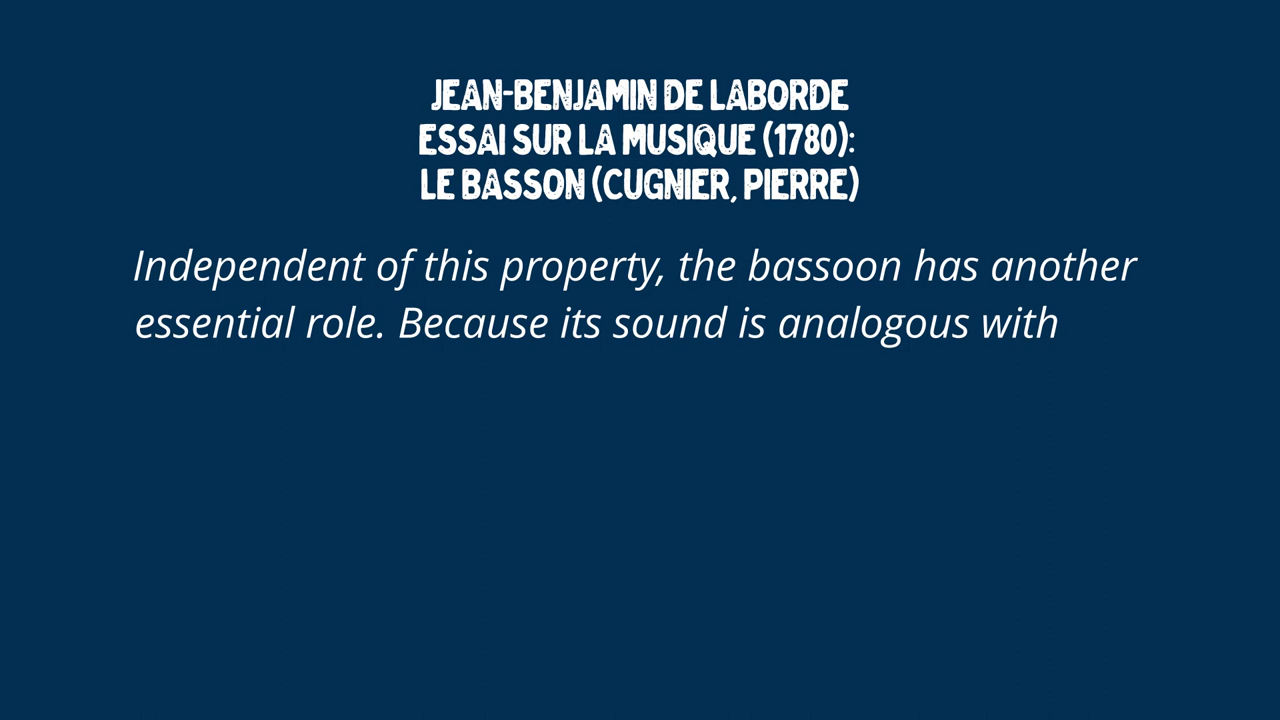 JEAN-BENJAMIN DE LABORDE
ESSAI SUR LA MUSIQUE (1780):
LE BASSON (CUGNIER, PIERRE)
Independent of this property, the bassoon has another
essential role. Because its sound is analogous with